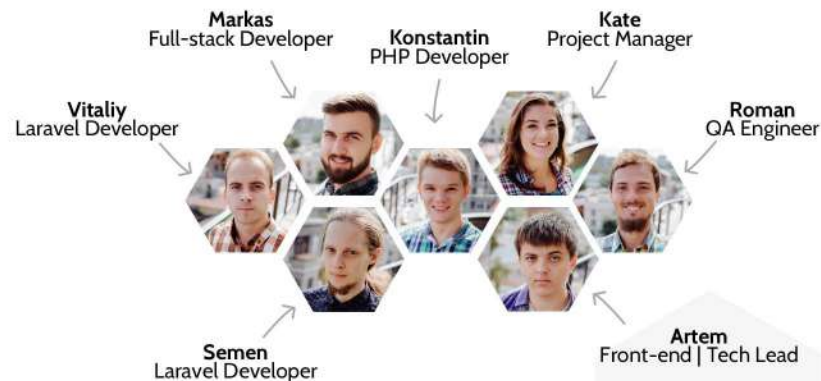 Markas
Full-stack Developer
Konstantin
PHP Developer
Kate
Project Manager
Vitaliy
Laravel Developer
Roman
QA Engineer
Semen
Laravel Developer
Artem
Front-end | Tech Lead